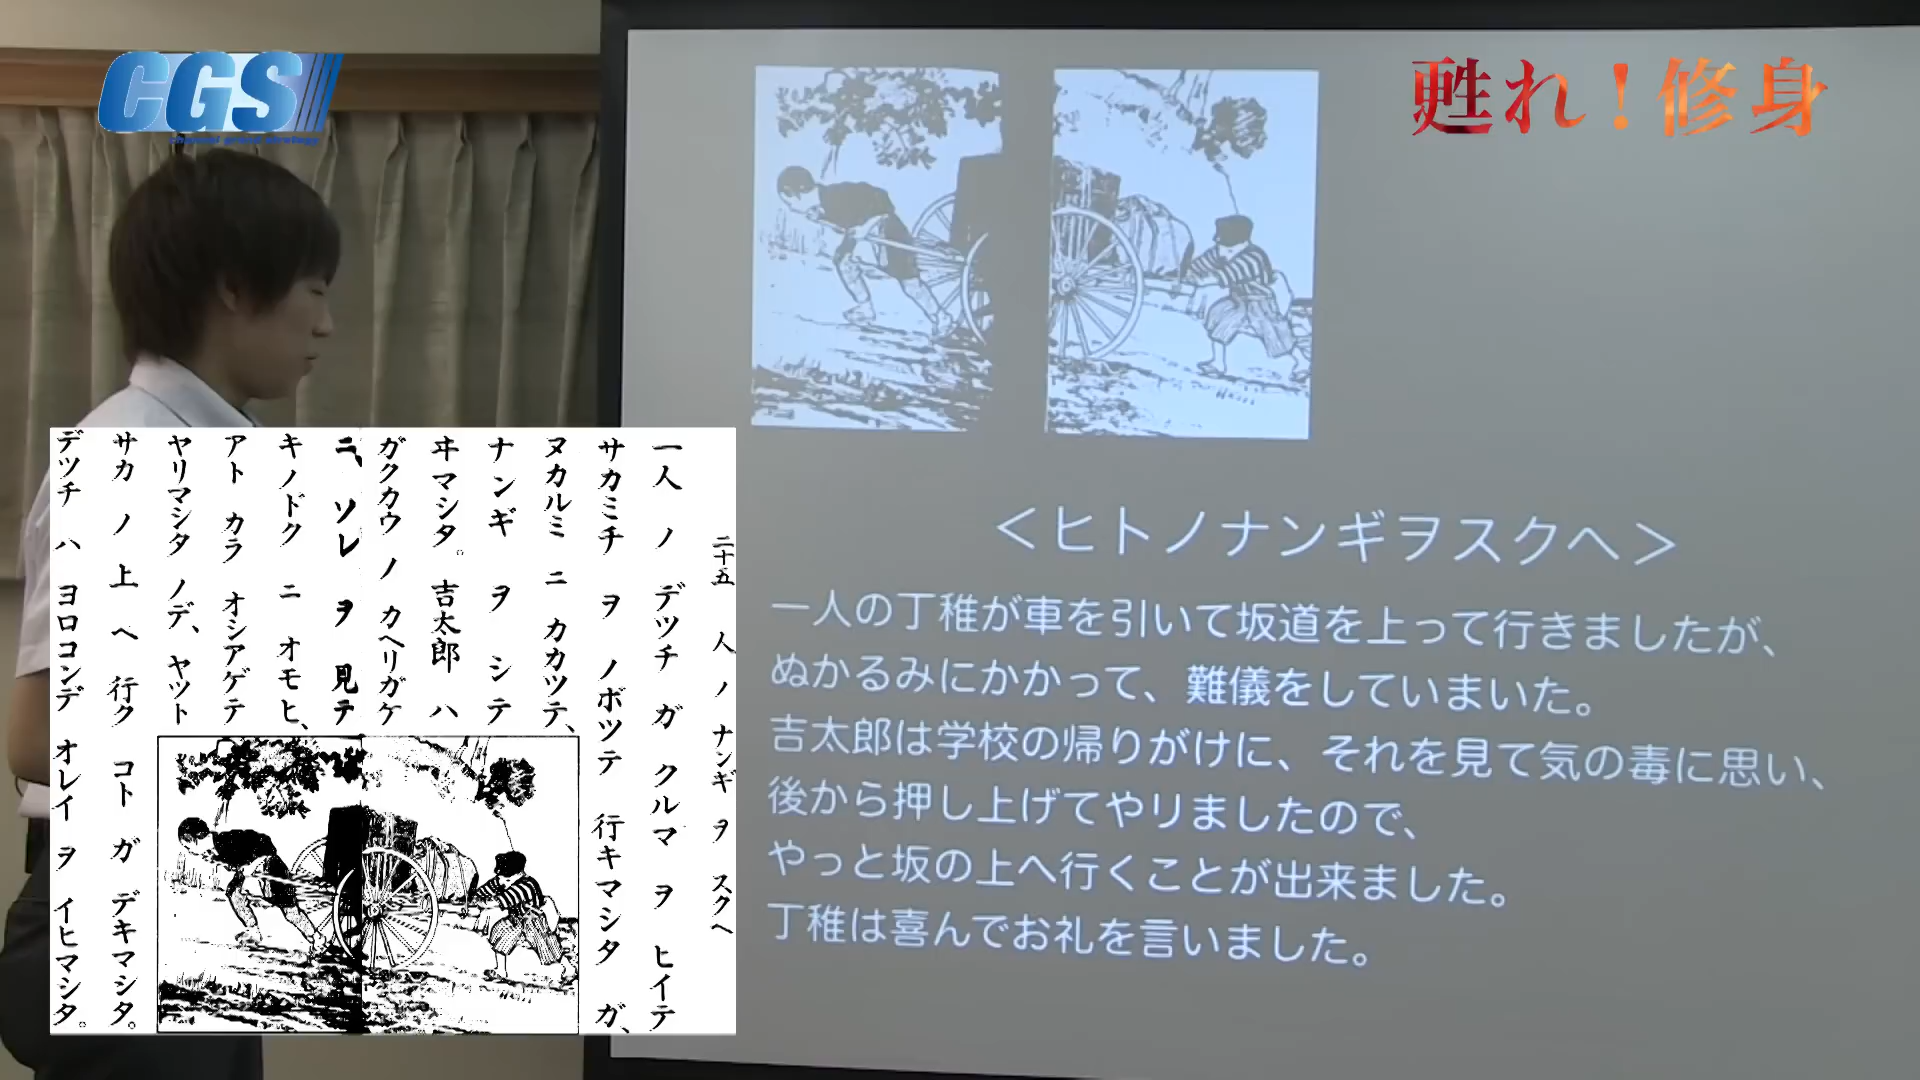 CGS
甦れ！修身
＜ヒトノナンギヲスクヘ＞
一人の丁稚が車を引いて坂道を上って行きましたが、
ぬかるみにかかって、難儀をしていまいた。
吉太郎は学校の帰りがけに、それを見て気の毒に思い、
後から押し上げてやりましたので、
やっと坂の上へ行くことが出来ました。
丁稚は喜んでお礼を言いました。
二十五 人ノナンギヲスクヘ
一人ノデツチガクルマヲヒイテ
サカミチヲノボツテ行キマシタガ、
ヌカルミニカカツテ、
ナンギヲシテ
ヰマシタ。吉太郎ハ
ガクカウノカヘリガケ
ニ、ソレヲ見テ
キノドクニオモヒ、
アトカラオシアゲテ
ヤリマシタノデ、ヤツト
サカノ上ヘ行クコトガデキマシタ。
デツチハヨロコンデオレイヲイヒマシタ。